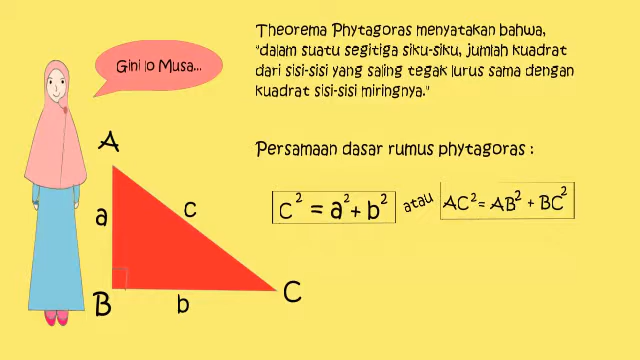 Gini lo Musa...
Theorema Phytagoras menyatakan bahwa,
"dalam suatu segitiga siku-siku, jumlah kuadrat
dari sisi-sisi yang saling tegak lurus sama dengan
kuadrat sisi-sisi miringnya."
Persamaan dasar rumus phytagoras :
c² = a² + b² atau AC² = AB² + BC²
A
a
c
B
b
C